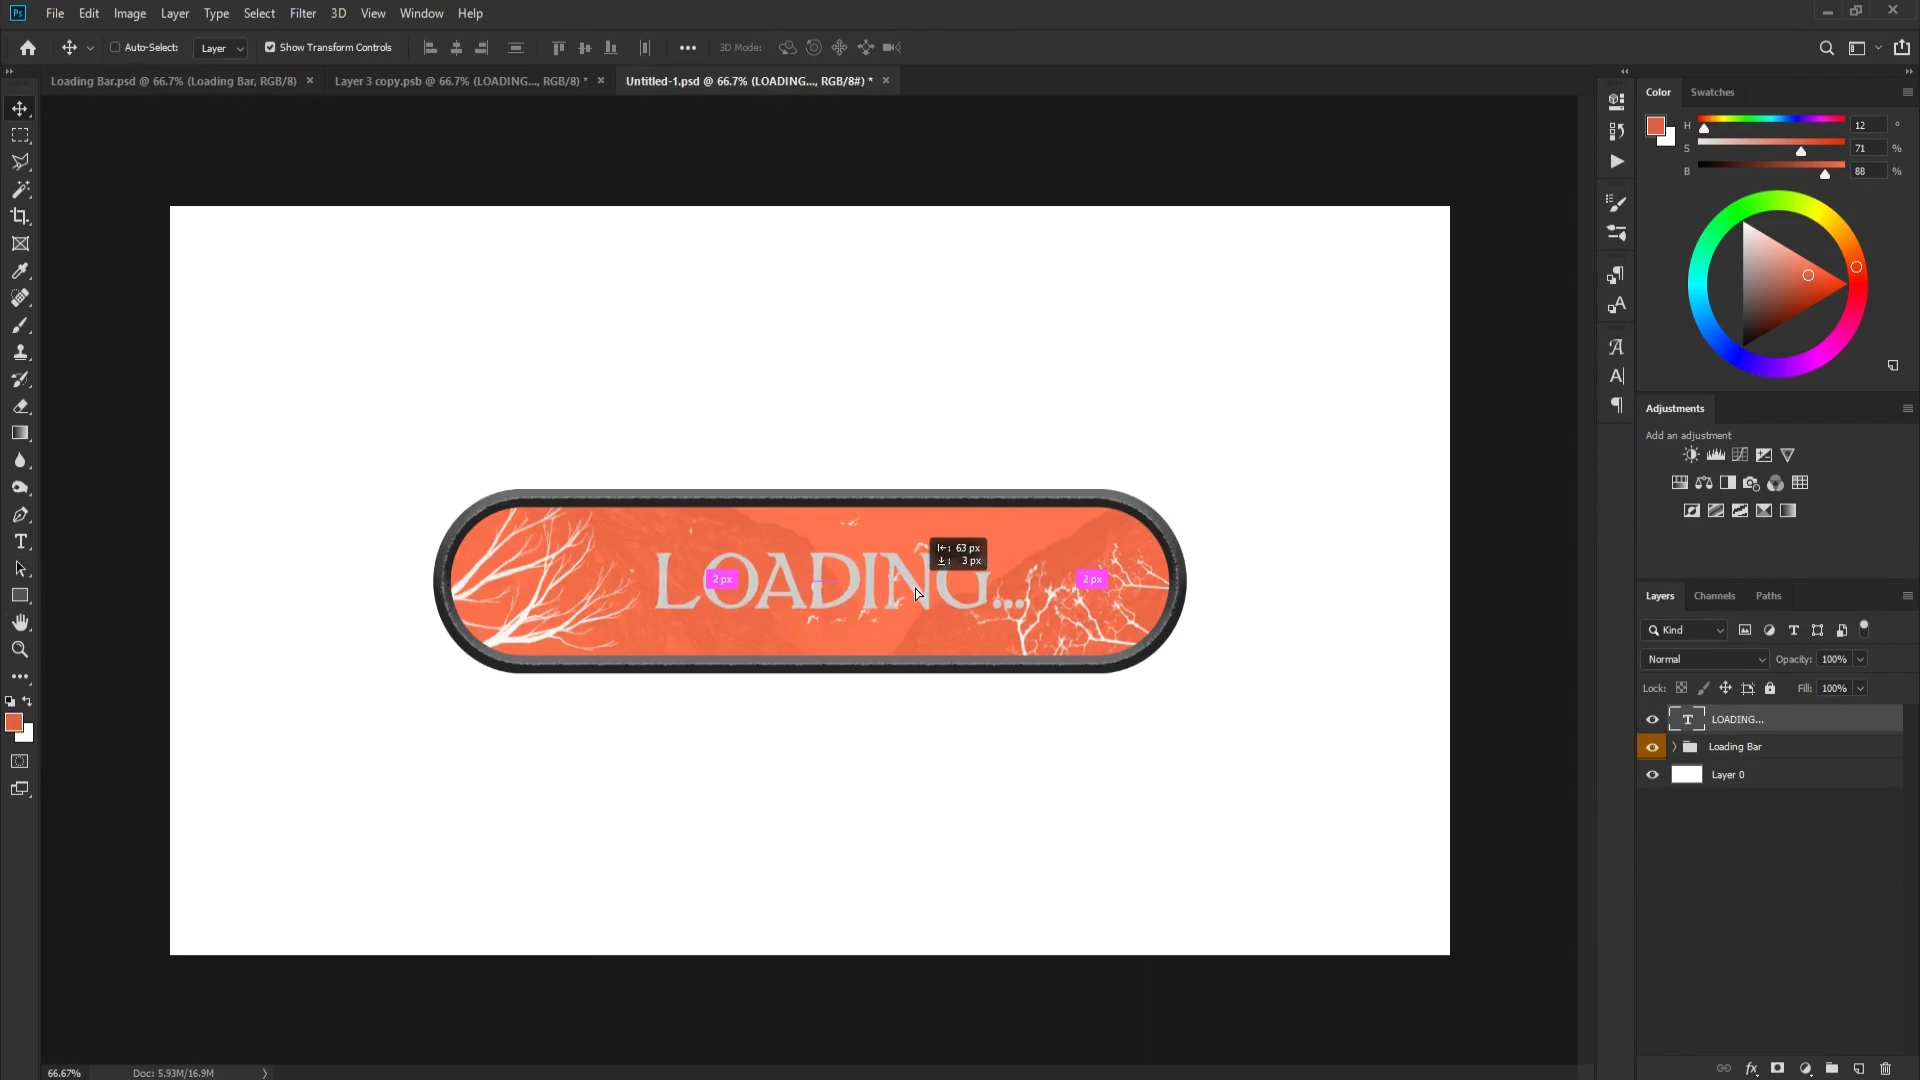 Ps File Edit Image Layer Type Select Filter 3D View Window Help
Auto-Select: Layer Show Transform Controls 3D Mode:
Loading Bar.psd @ 66.7% (Loading Bar, RGB/8) × Layer 3 copy.psb @ 66.7% (LOADING..., RGB/8) * × Untitled-1.psd @ 66.7% (LOADING..., RGB/8#) * ×
Color Swatches
H 12 °
S 71 %
B 88 %
Adjustments
Add an adjustment
63 px
3 px
LOADING...
2 px 2 px
Layers Channels Paths
Kind
Normal Opacity: 100%
Lock: Fill: 100%
T LOADING...
Loading Bar
Layer 0
66.67% Doc: 5.93M/16.9M